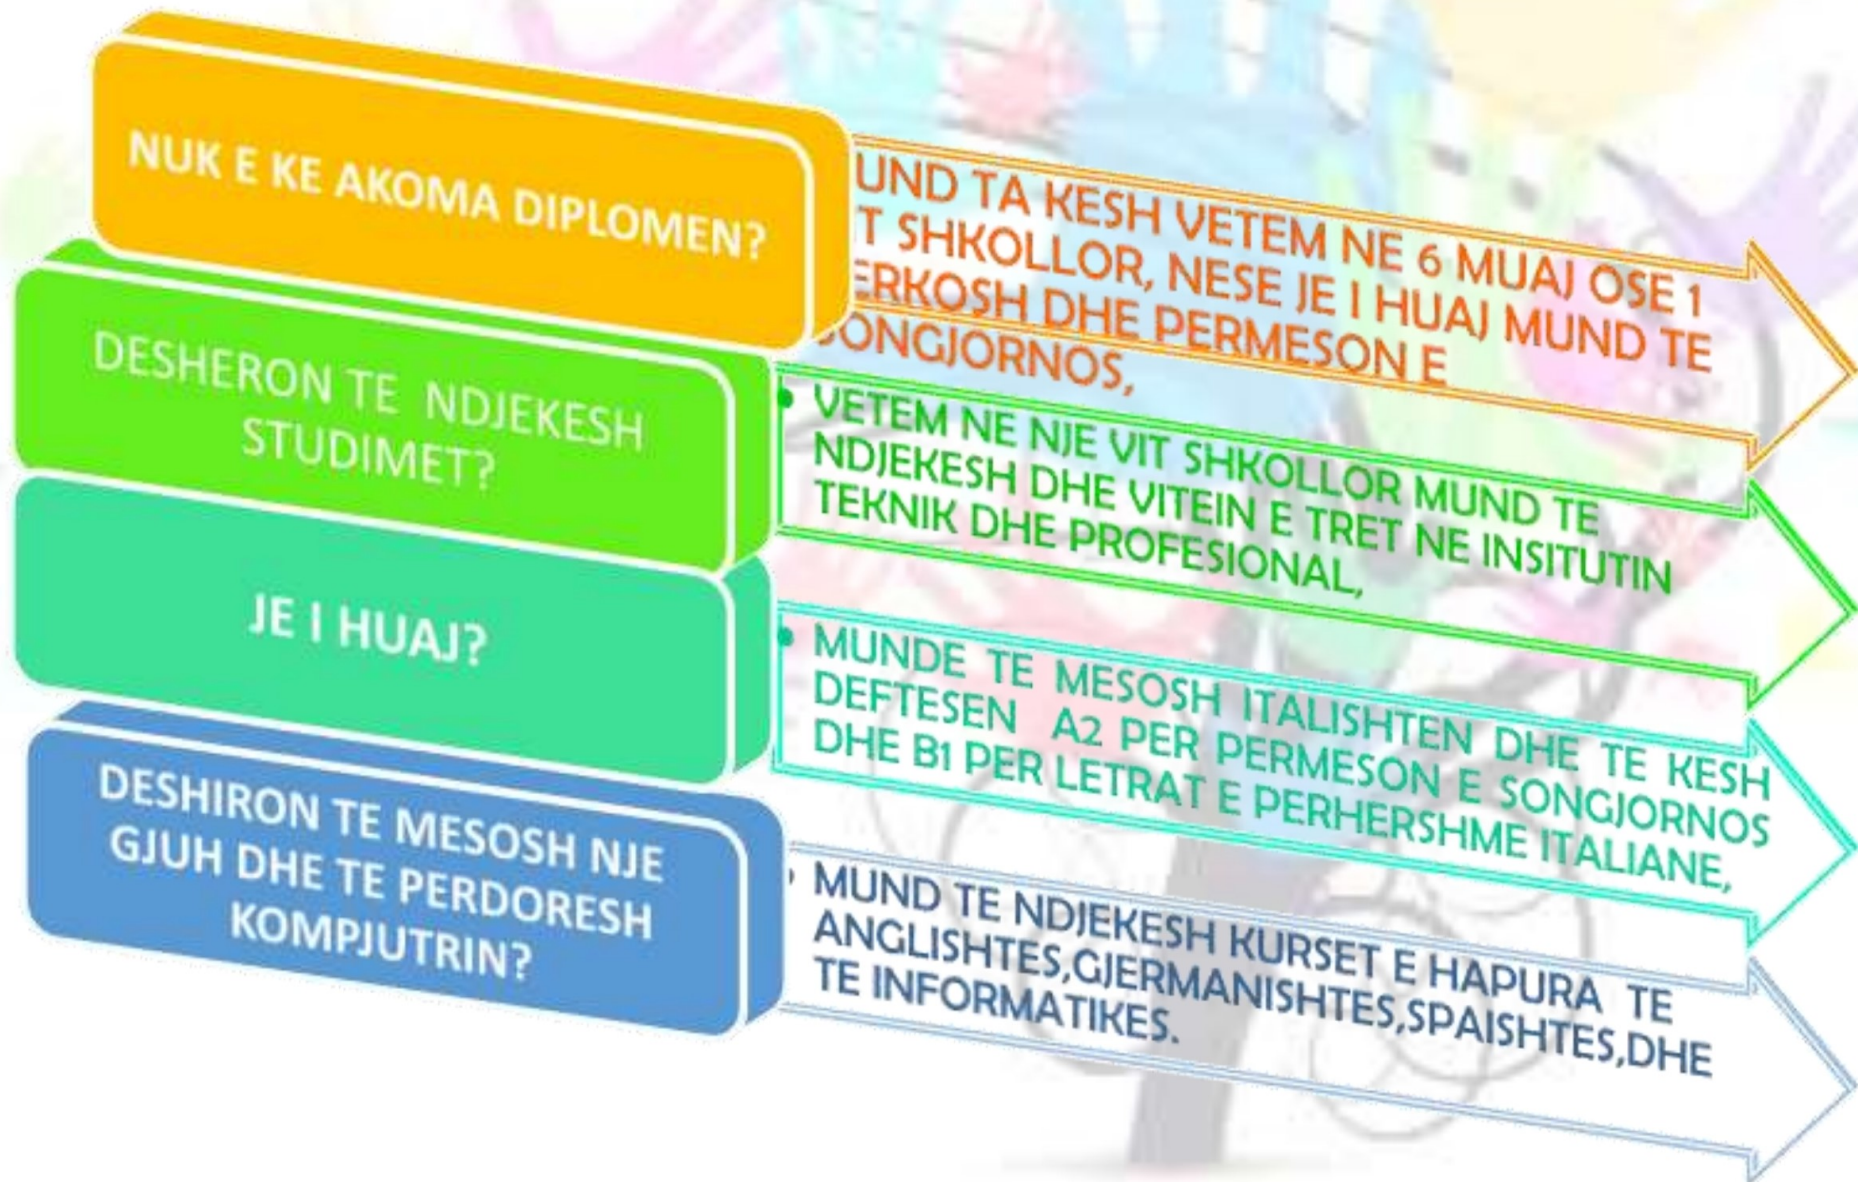 NUK E KE AKOMA DIPLOMEN?
UND TA KESH VETEM NE 6 MUAJ OSE 1
T SHKOLLOR, NESE JE I HUAJ MUND TE
ERKOSH DHE PERMESON E
SONGJORNOS,
DESHERON TE NDJEKESH
STUDIMET?
• VETEM NE NJE VIT SHKOLLOR MUND TE
NDJEKESH DHE VITEIN E TRET NE INSITUTIN
TEKNIK DHE PROFESIONAL,
JE I HUAJ?
• MUNDE TE MESOSH ITALISHTEN DHE TE KESH
DEFTESEN A2 PER PERMESON E SONGJORNOS
DHE B1 PER LETRAT E PERHERSHME ITALIANE,
DESHIRON TE MESOSH NJE
GJUH DHE TE PERDORESH
KOMPJUTRIN?
• MUND TE NDJEKESH KURSET E HAPURA TE
ANGLISHTES,GJERMANISHTES,SPAISHTES,DHE
TE INFORMATIKES.